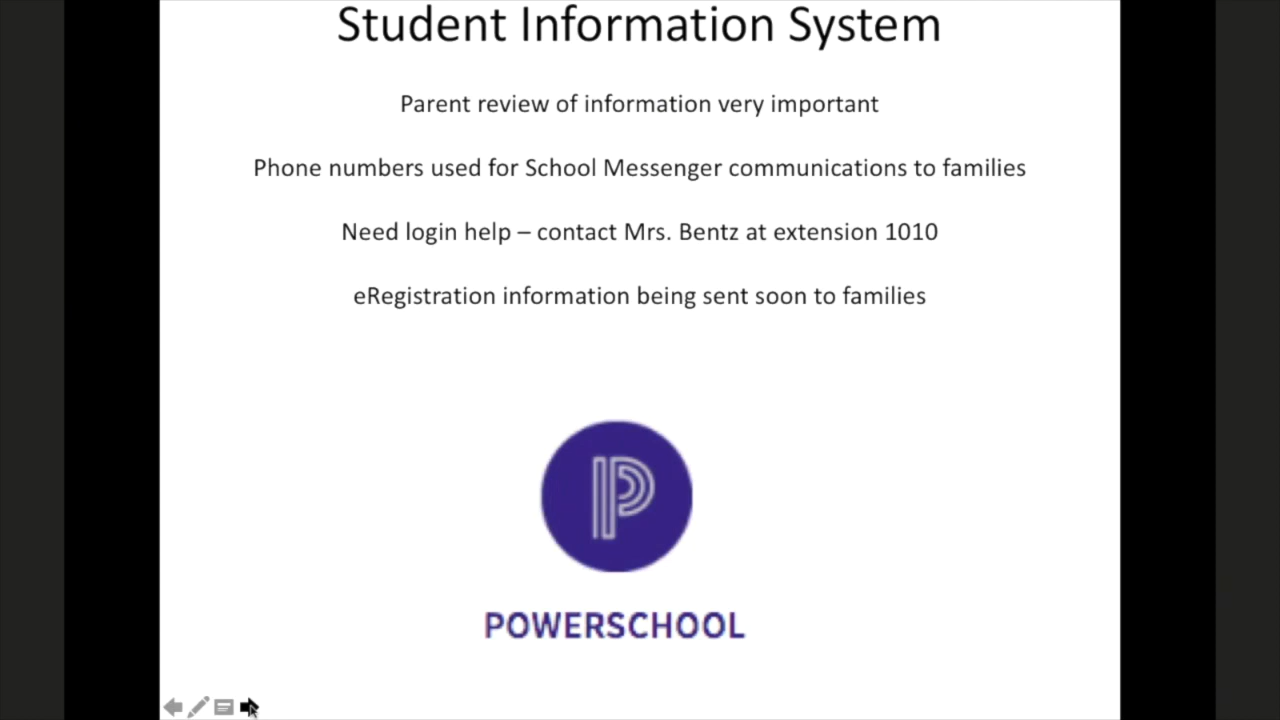 Student Information System
Parent review of information very important
Phone numbers used for School Messenger communications to families
Need login help – contact Mrs. Bentz at extension 1010
eRegistration information being sent soon to families
P
POWERSCHOOL